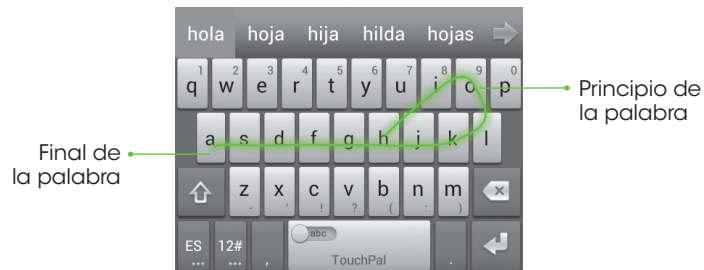 hola hoja hija hilda hojas
1 2 3 4 5 6 7 8 9 0
q w e r t y u i o p
Principio de
la palabra
a s d f g h j k l
Final de
la palabra
z x c v b n m
- ' ! ? ( : )
ES 12# , abc .
... ...
TouchPal